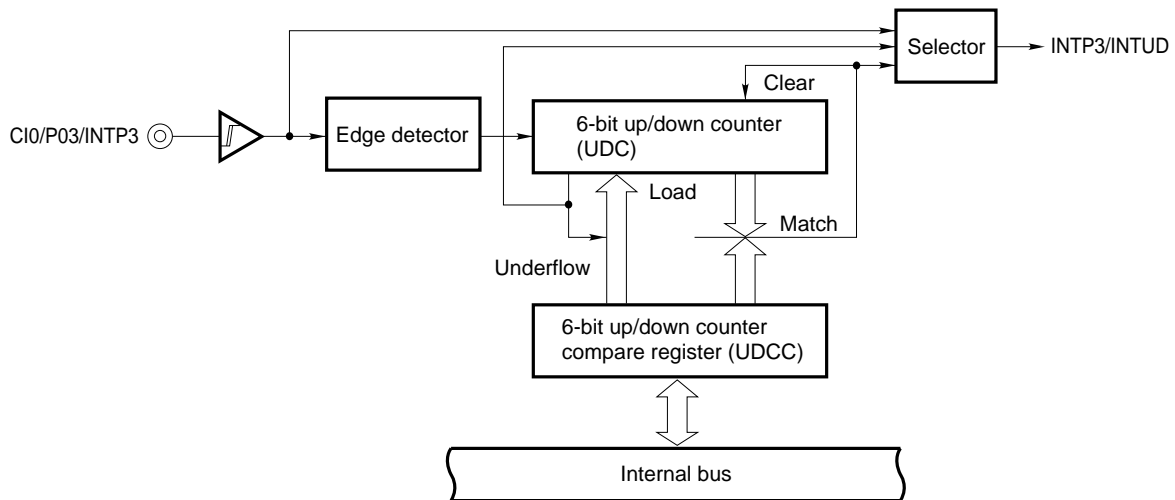 Selector
INTP3/INTUD
Clear
CI0/P03/INTP3
Edge detector
6-bit up/down counter
(UDC)
Load
Match
Underflow
6-bit up/down counter
compare register (UDCC)
Internal bus